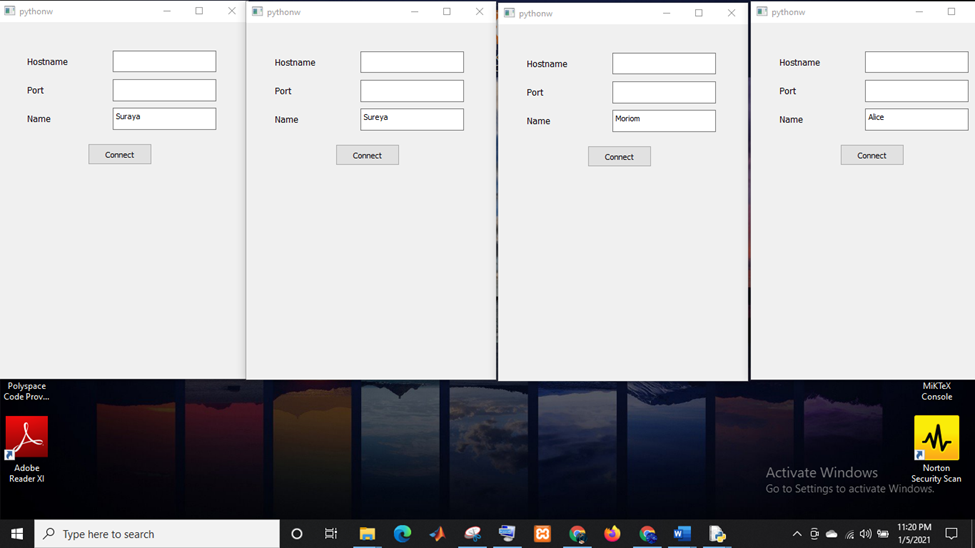 pythonw
Hostname
Port
Name Suraya
Connect
pythonw
Hostname
Port
Name Sureya
Connect
pythonw
Hostname
Port
Name Moriom
Connect
pythonw
Hostname
Port
Name Alice
Connect
Polyspace
Code Prov...
Adobe
Reader XI
MiKTeX
Console
Norton
Security Scan
Activate Windows
Go to Settings to activate Windows.
Type here to search
11:20 PM
1/5/2021